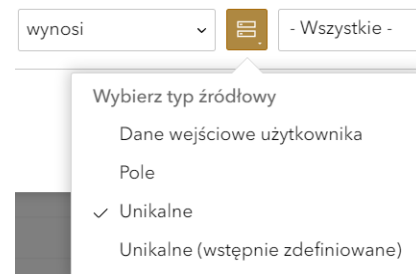 wynosi
- Wszystkie -
Wybierz typ źródłowy
Dane wejściowe użytkownika
Pole
Unikalne
Unikalne (wstępnie zdefiniowane)